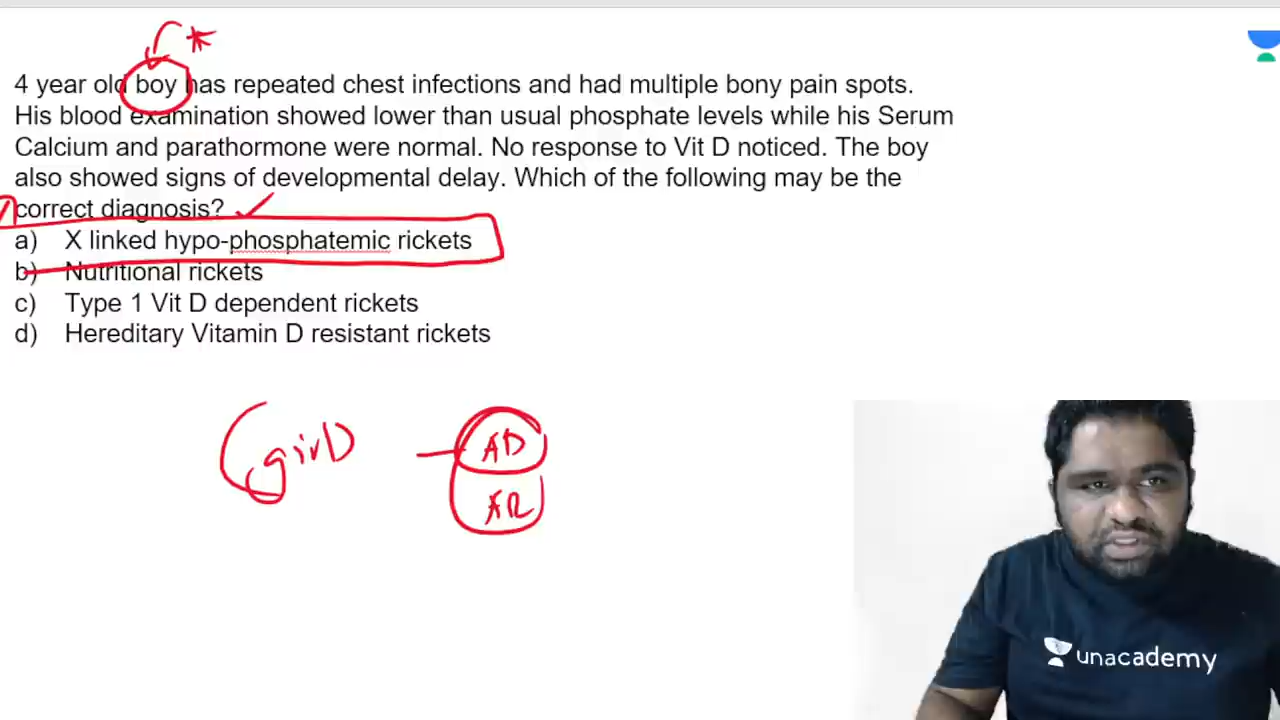 4 year old boy has repeated chest infections and had multiple bony pain spots.
His blood examination showed lower than usual phosphate levels while his Serum
Calcium and parathormone were normal. No response to Vit D noticed. The boy
also showed signs of developmental delay. Which of the following may be the
correct diagnosis?
a) X linked hypo-phosphatemic rickets
b) Nutritional rickets
c) Type 1 Vit D dependent rickets
d) Hereditary Vitamin D resistant rickets
AD
AR
unacademy